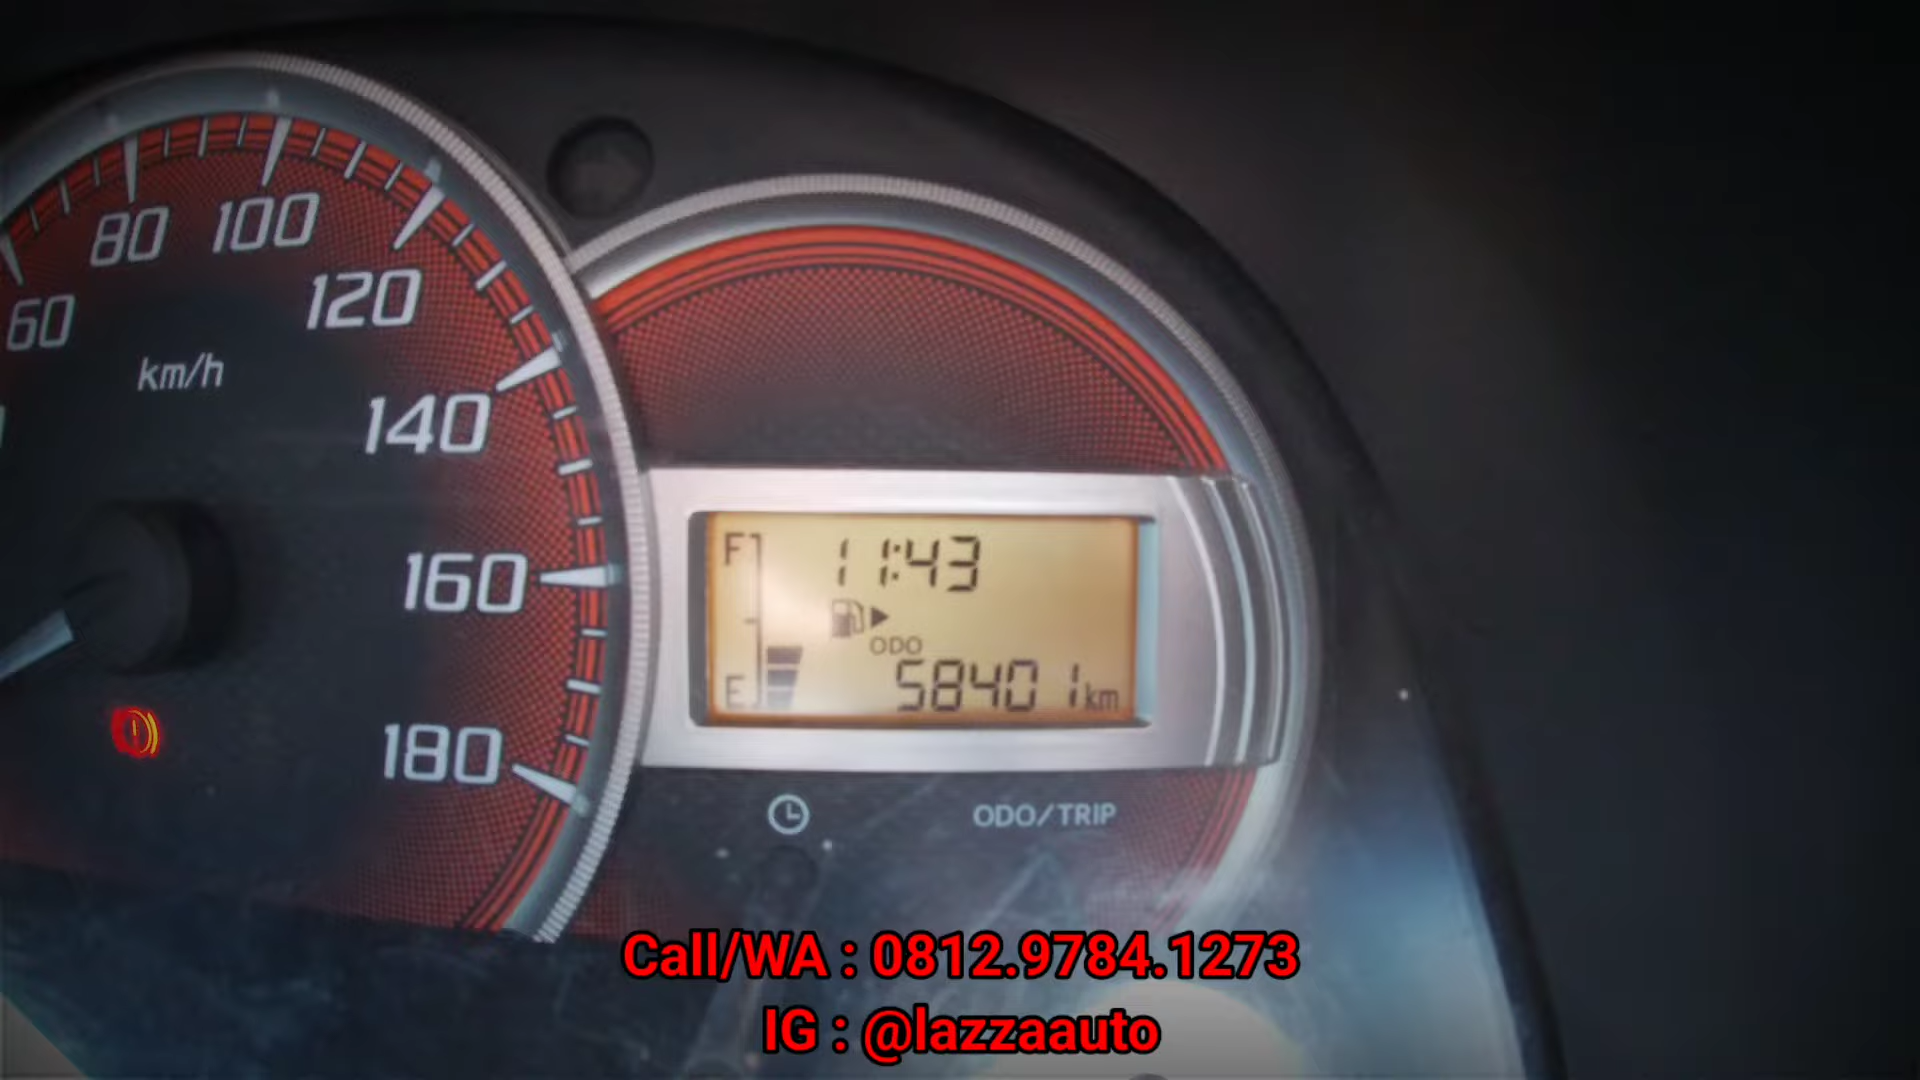 80 100
60 120
km/h
140
160
180
F 11:43
ODO
E 58401 km
ODO/TRIP
Call/WA : 0812.9784.1273
IG : @lazzaauto